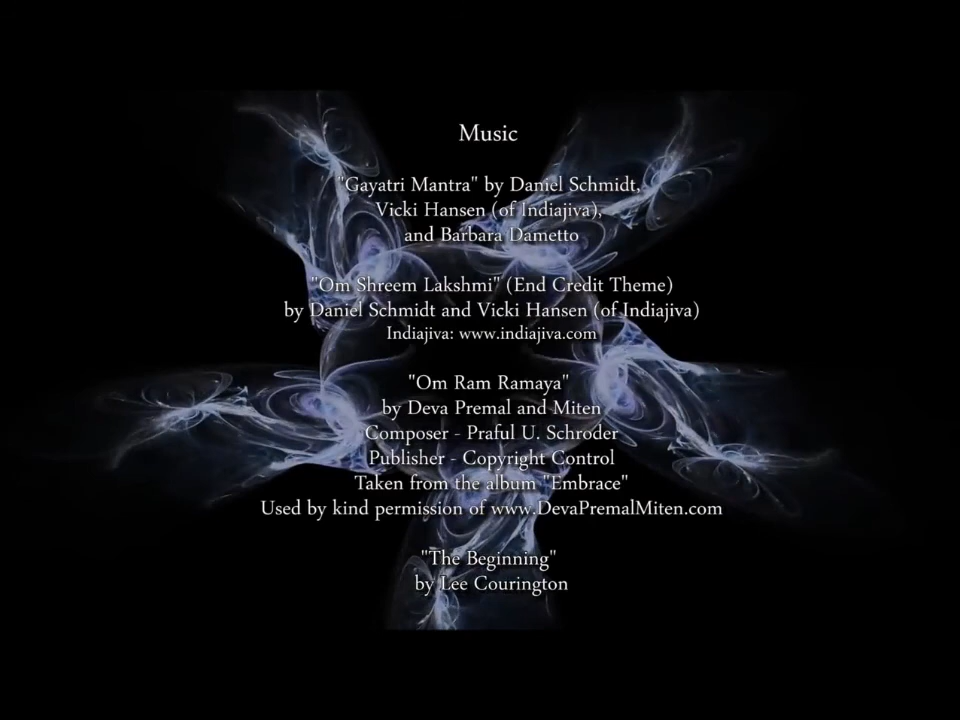 Music
"Gayatri Mantra" by Daniel Schmidt,
Vicki Hansen (of Indiajiva),
and Barbara Dametto
"Om Shreem Lakshmi" (End Credit Theme)
by Daniel Schmidt and Vicki Hansen (of Indiajiva)
Indiajiva: www.indiajiva.com
"Om Ram Ramaya"
by Deva Premal and Miten
Composer - Praful U. Schroder
Publisher - Copyright Control
Taken from the album "Embrace"
Used by kind permission of www.DevaPremalMiten.com
"The Beginning"
by Lee Courington